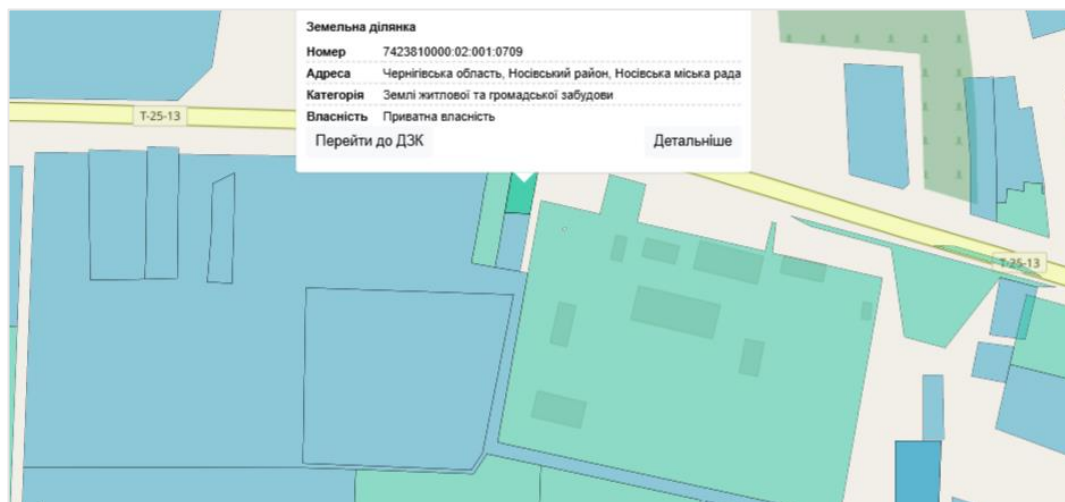 Земельна ділянка
Номер 7423810000:02:001:0709
Адреса Чернігівська область, Носівський район, Носівська міська рада
Категорія Землі житлової та громадської забудови
Власність Приватна власність
Перейти до ДЗК Детальніше
Т-25-13
Т-25-13